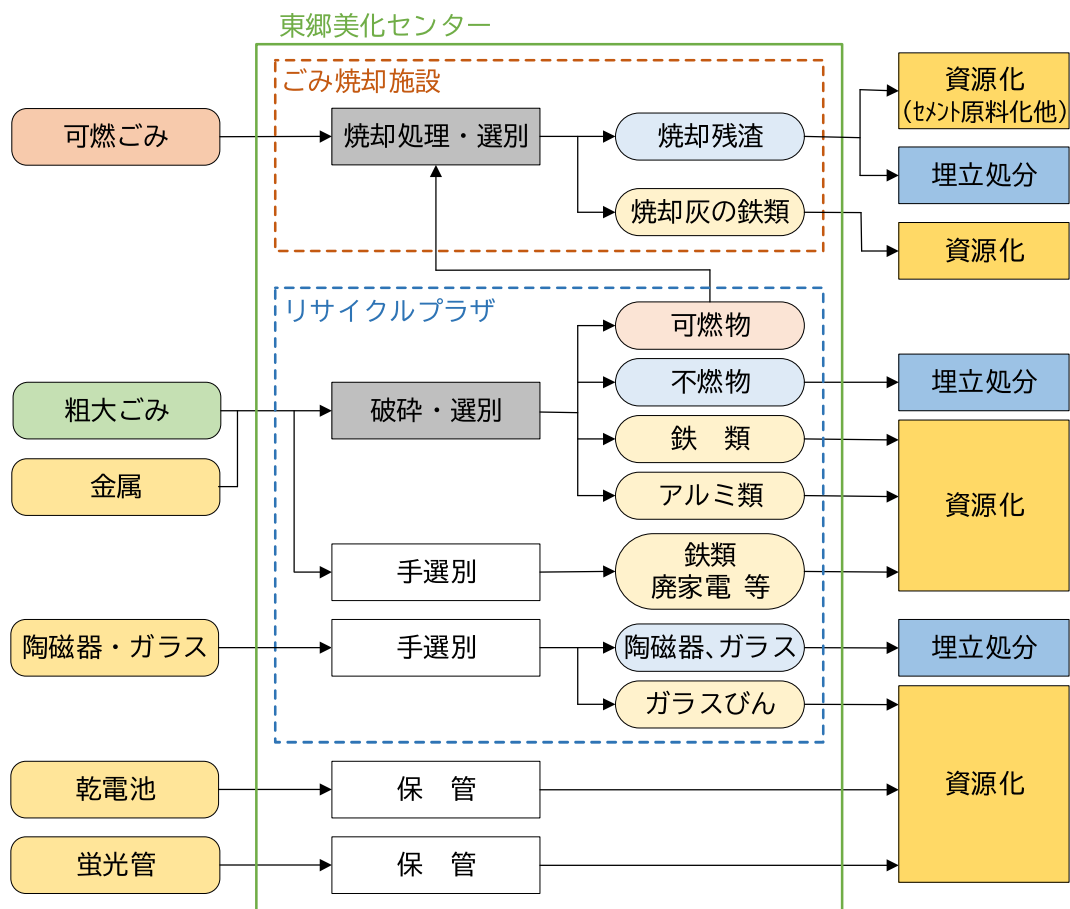 東郷美化センター
ごみ焼却施設
可燃ごみ
焼却処理・選別
焼却残渣
資源化
(ｾﾒﾝﾄ原料化他)
埋立処分
焼却灰の鉄類
資源化
リサイクルプラザ
可燃物
粗大ごみ
破砕・選別
不燃物
埋立処分
金属
鉄　類
アルミ類
資源化
手選別
鉄類
廃家電 等
陶磁器・ガラス
手選別
陶磁器、ガラス
埋立処分
ガラスびん
資源化
乾電池
保　管
蛍光管
保　管